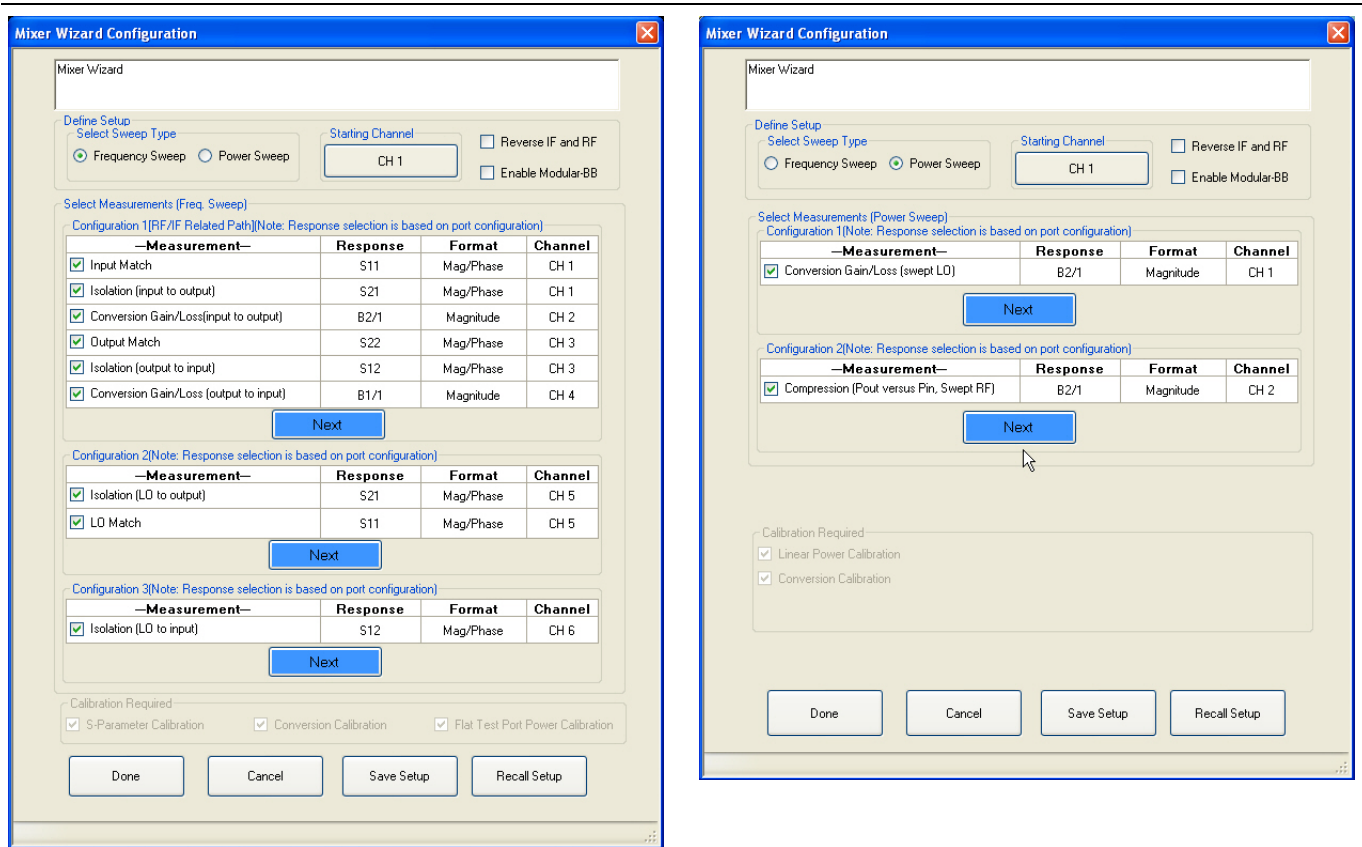 Mixer Wizard Configuration
Mixer Wizard
Define Setup
Select Sweep Type
Frequency Sweep Power Sweep
Starting Channel
CH 1
Reverse IF and RF
Enable Modular-BB
Select Measurements (Freq. Sweep)
Configuration 1[RF/IF Related Path](Note: Response selection is based on port configuration)
—Measurement— Response Format Channel
Input Match S11 Mag/Phase CH 1
Isolation (input to output) S21 Mag/Phase CH 1
Conversion Gain/Loss(input to output) B2/1 Magnitude CH 2
Output Match S22 Mag/Phase CH 3
Isolation (output to input) S12 Mag/Phase CH 3
Conversion Gain/Loss (output to input) B1/1 Magnitude CH 4
Next
Configuration 2(Note: Response selection is based on port configuration)
—Measurement— Response Format Channel
Isolation (LO to output) S21 Mag/Phase CH 5
LO Match S11 Mag/Phase CH 5
Next
Configuration 3(Note: Response selection is based on port configuration)
—Measurement— Response Format Channel
Isolation (LO to input) S12 Mag/Phase CH 6
Next
Calibration Required
S-Parameter Calibration Conversion Calibration Flat Test Port Power Calibration
Done Cancel Save Setup Recall Setup
Mixer Wizard Configuration
Mixer Wizard
Define Setup
Select Sweep Type
Frequency Sweep Power Sweep
Starting Channel
CH 1
Reverse IF and RF
Enable Modular-BB
Select Measurements (Power Sweep)
Configuration 1(Note: Response selection is based on port configuration)
—Measurement— Response Format Channel
Conversion Gain/Loss (swept LO) B2/1 Magnitude CH 1
Next
Configuration 2(Note: Response selection is based on port configuration)
—Measurement— Response Format Channel
Compression (Pout versus Pin, Swept RF) B2/1 Magnitude CH 2
Next
Calibration Required
Linear Power Calibration
Conversion Calibration
Done Cancel Save Setup Recall Setup